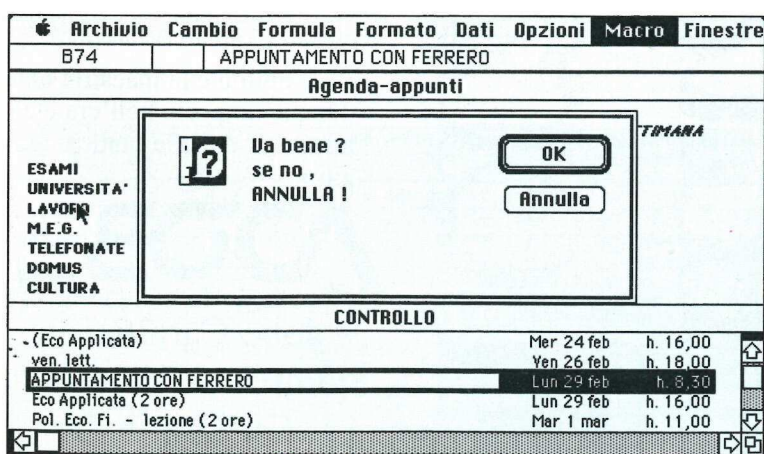 Archivio Cambio Formula Formato Dati Opzioni Macro Finestre
B74 APPUNTAMENTO CON FERRERO
Agenda-appunti
TIMANA
Va bene ?
se no ,
ANNULLA !
OK
Annulla
ESAMI
UNIVERSITA'
LAVORO
M.E.G.
TELEFONATE
DOMUS
CULTURA
CONTROLLO
(Eco Applicata) Mer 24 feb h. 16,00
ven. lett. Ven 26 feb h. 18,00
APPUNTAMENTO CON FERRERO Lun 29 feb h. 8,30
Eco Applicata (2 ore) Lun 29 feb h. 16,00
Pol. Eco. Fi. - lezione (2 ore) Mar 1 mar h. 11,00